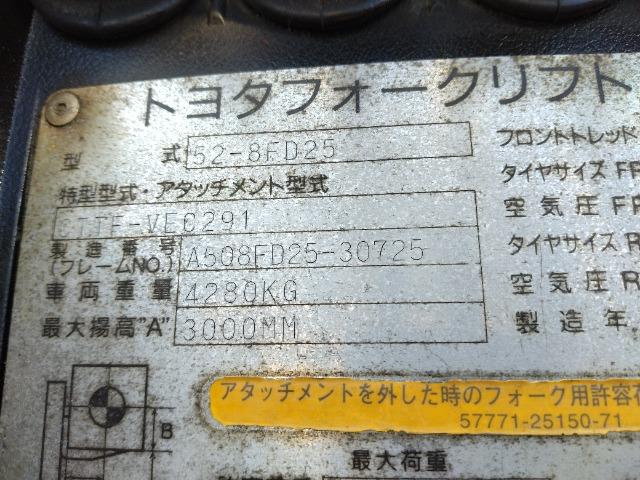 トヨタフォークリフト
型 式 52-8FD25
特型型式・アタッチメント型式
製造番号
(フレームNO.) A508FD25-30725
車両重量 4280KG
最大揚高"A" 3000MM
フロントトレッド
タイヤサイズ FR
空気圧 FR
タイヤサイズ R
空気圧 R
製造年
アタッチメントを外した時のフォーク用許容荷
57771-25150-71
B
最大荷重